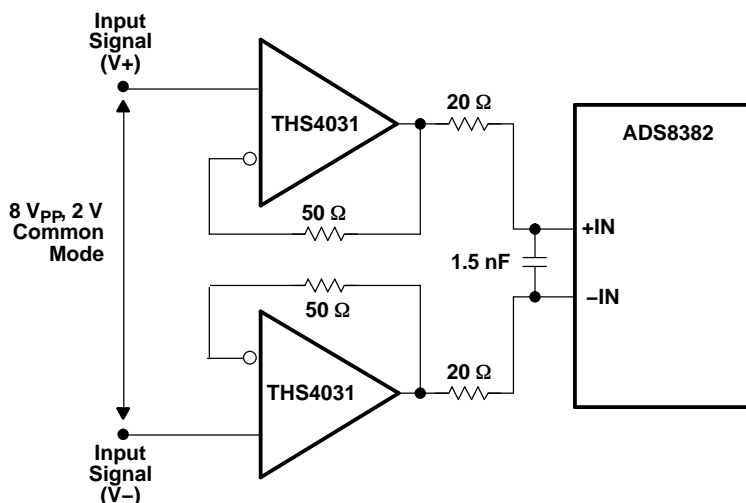 Input
Signal
(V+)
THS4031
20 Ω
ADS8382
50 Ω
8 VPP, 2 V
Common
Mode
+IN
1.5 nF
−IN
50 Ω
THS4031
20 Ω
Input
Signal
(V−)